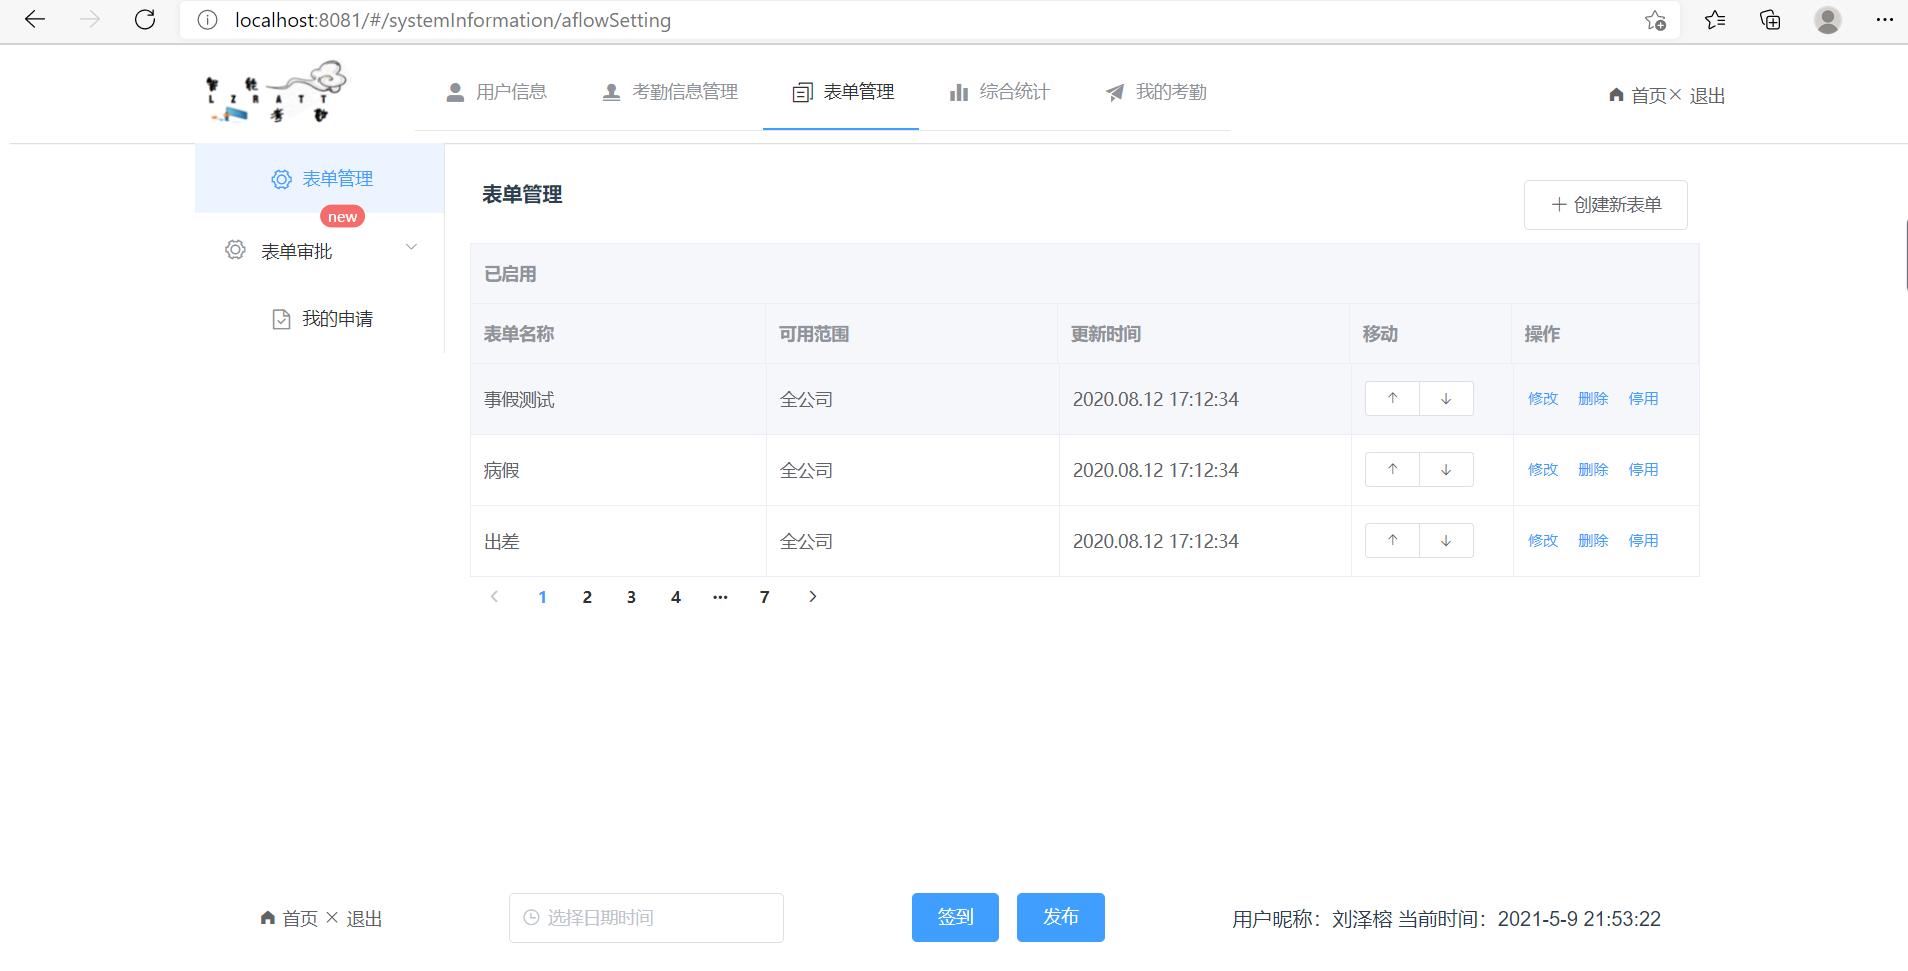 localhost:8081/#/systemInformation/aflowSetting
LZRATT
用户信息 考勤信息管理 表单管理 综合统计 我的考勤
首页 退出
表单管理
new
表单审批
我的申请
表单管理
创建新表单
已启用
表单名称 可用范围 更新时间 移动 操作
事假测试 全公司 2020.08.12 17:12:34 ↑ ↓ 修改 删除 停用
病假 全公司 2020.08.12 17:12:34 ↑ ↓ 修改 删除 停用
出差 全公司 2020.08.12 17:12:34 ↑ ↓ 修改 删除 停用
1 2 3 4 ··· 7
首页 退出 选择日期时间 签到 发布 用户昵称：刘泽榕 当前时间：2021-5-9 21:53:22